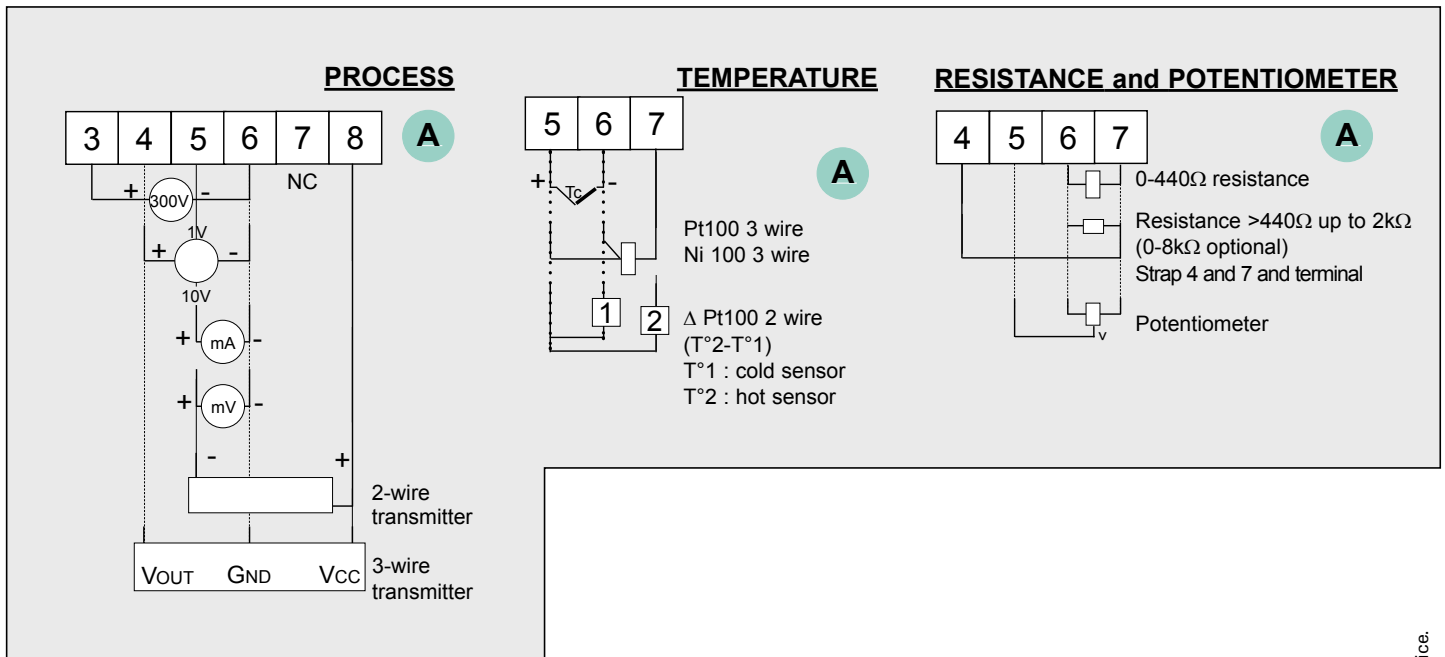 PROCESS
3 4 5 6 7 8
A
NC
+ 300V -
1V
+ -
10V
+ mA -
+ mV -
- +
2-wire
transmitter
VOUT GND VCC
3-wire
transmitter
TEMPERATURE
5 6 7
A
+ Tc -
Pt100 3 wire
Ni 100 3 wire
1 2
Δ Pt100 2 wire
(T°2-T°1)
T°1 : cold sensor
T°2 : hot sensor
RESISTANCE and POTENTIOMETER
4 5 6 7
A
0-440Ω resistance
Resistance >440Ω up to 2kΩ
(0-8kΩ optional)
Strap 4 and 7 and terminal
Potentiometer
v
ice.